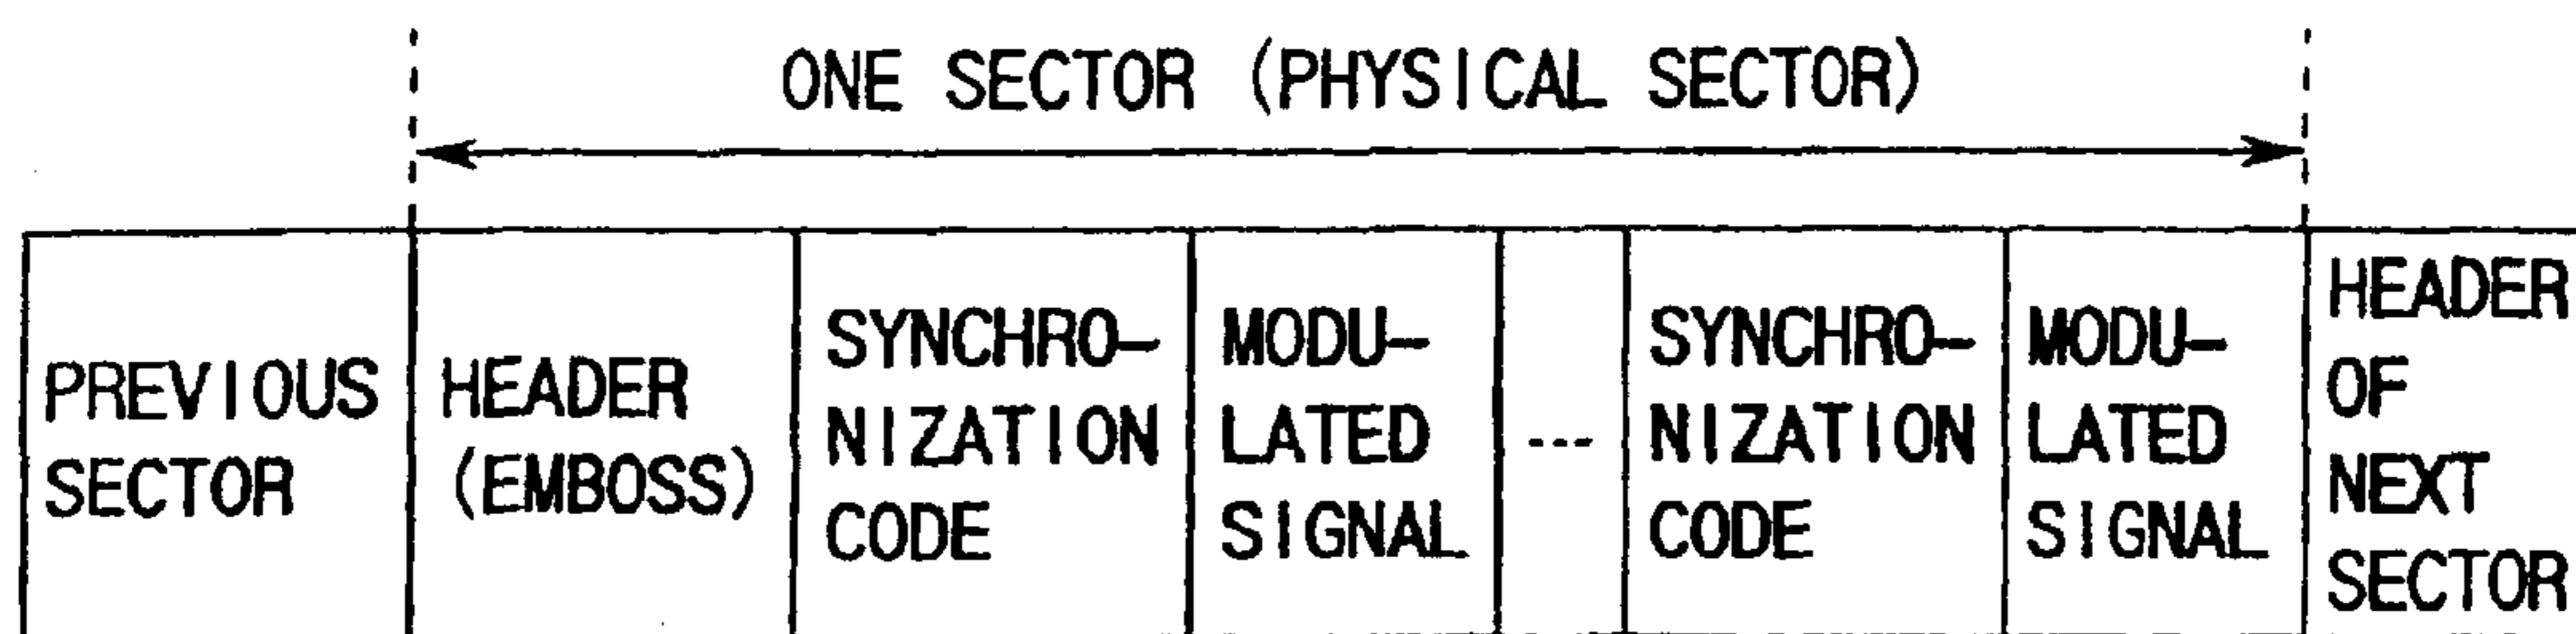 ONE SECTOR (PHYSICAL SECTOR)
PREVIOUS
SECTOR
HEADER
(EMBOSS)
SYNCHRO-
NIZATION
CODE
MODU-
LATED
SIGNAL
---
SYNCHRO-
NIZATION
CODE
MODU-
LATED
SIGNAL
HEADER
OF
NEXT
SECTOR